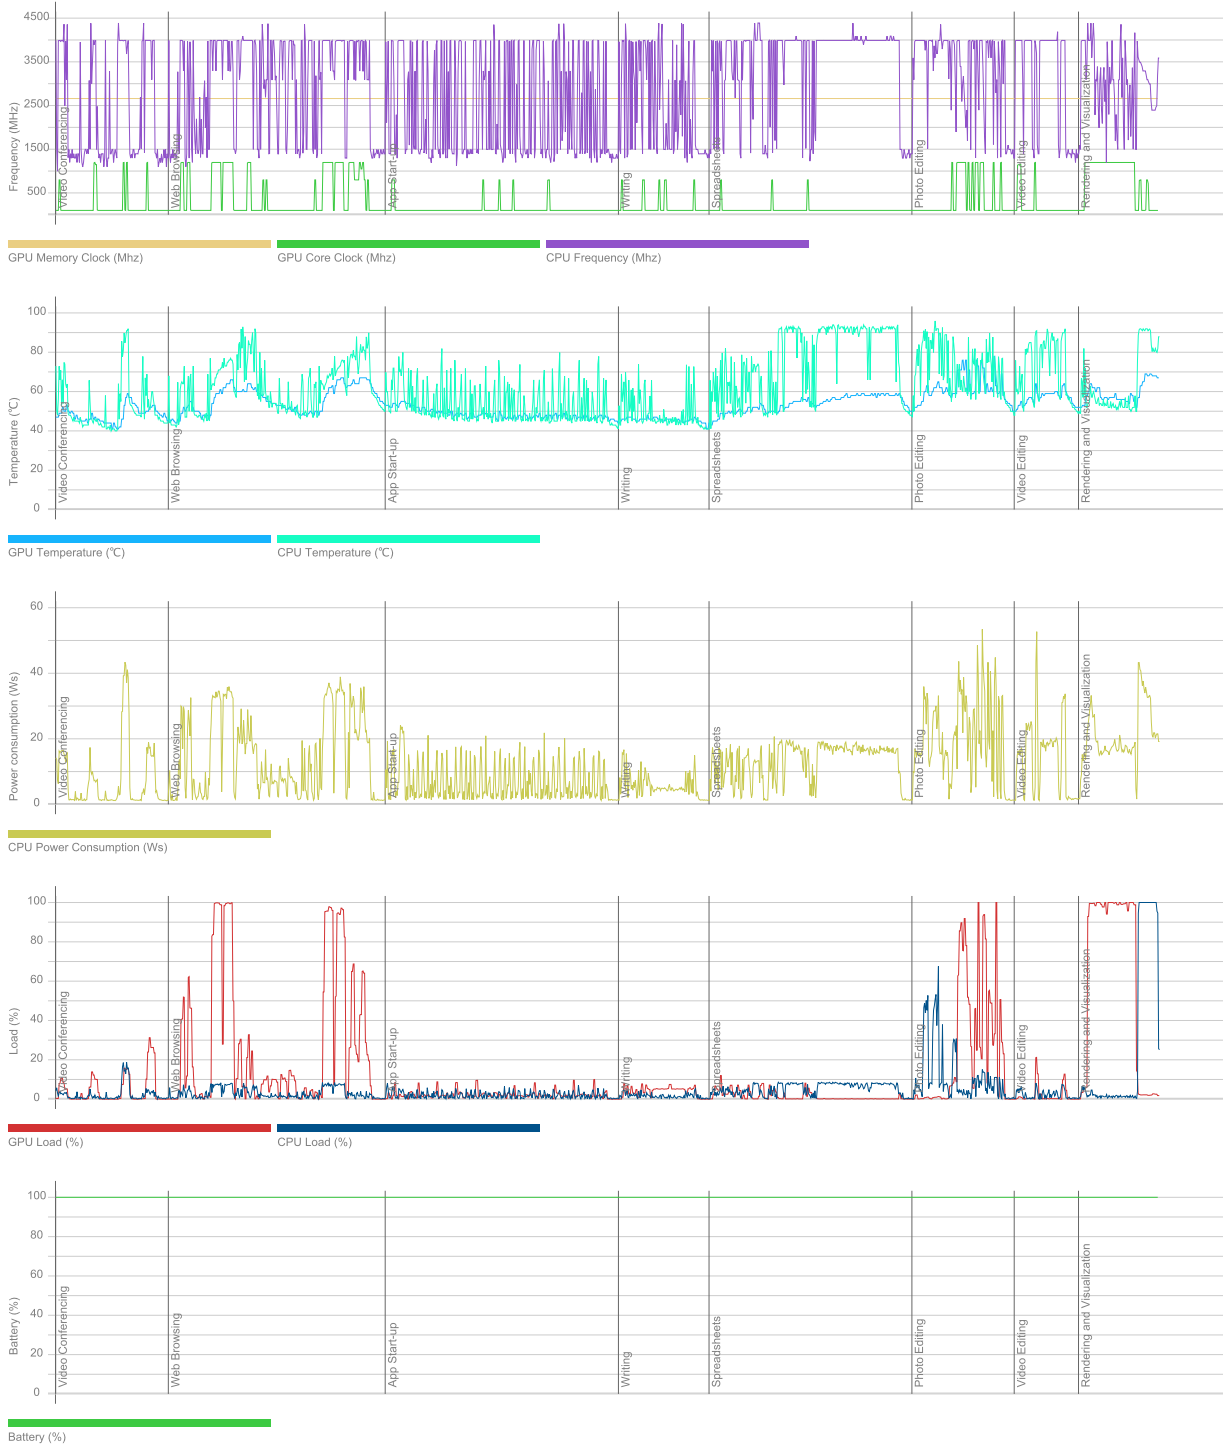 Frequency (MHz)
4500
3500
2500
1500
500
Video Conferencing
Web Browsing
App Start-up
Writing
Spreadsheets
Photo Editing
Video Editing
Rendering and Visualization
GPU Memory Clock (Mhz)
GPU Core Clock (Mhz)
CPU Frequency (Mhz)
Temperature (℃)
100
80
60
40
20
0
Video Conferencing
Web Browsing
App Start-up
Writing
Spreadsheets
Photo Editing
Video Editing
Rendering and Visualization
GPU Temperature (℃)
CPU Temperature (℃)
Power consumption (Ws)
60
40
20
0
Video Conferencing
Web Browsing
App Start-up
Writing
Spreadsheets
Photo Editing
Video Editing
Rendering and Visualization
CPU Power Consumption (Ws)
Load (%)
100
80
60
40
20
0
Video Conferencing
Web Browsing
App Start-up
Writing
Spreadsheets
Photo Editing
Video Editing
Rendering and Visualization
GPU Load (%)
CPU Load (%)
Battery (%)
100
80
60
40
20
0
Video Conferencing
Web Browsing
App Start-up
Writing
Spreadsheets
Photo Editing
Video Editing
Rendering and Visualization
Battery (%)